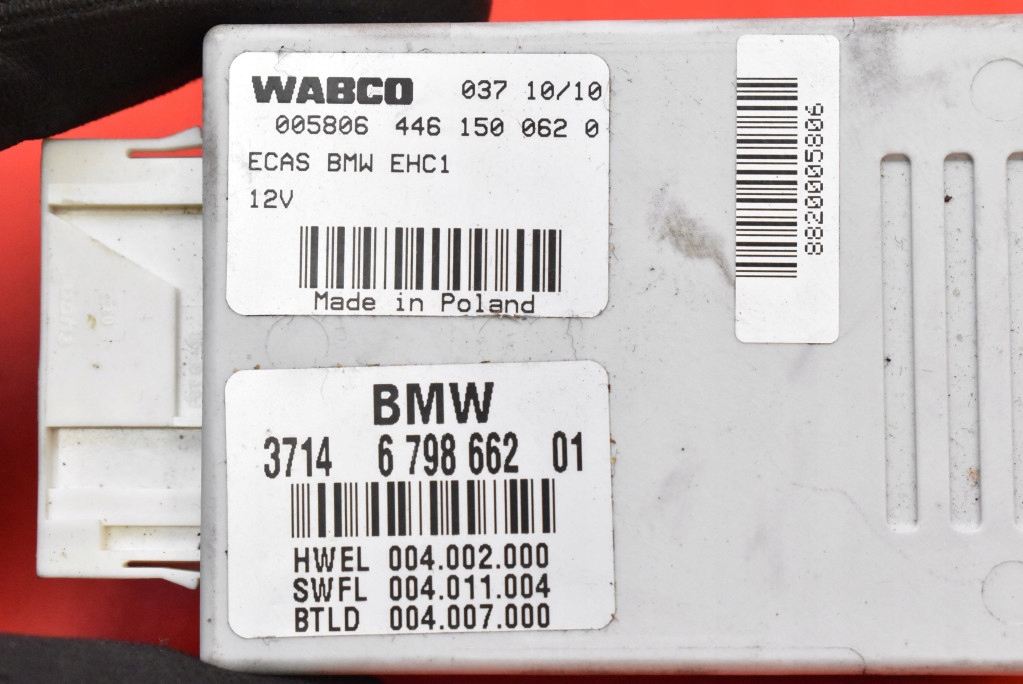 WABCO 037 10/10
005806 446 150 062 0
ECAS BMW EHC1
12V
Made in Poland
8820005806
BMW
3714 6 798 662 01
HWEL 004.002.000
SWFL 004.011.004
BTLD 004.007.000